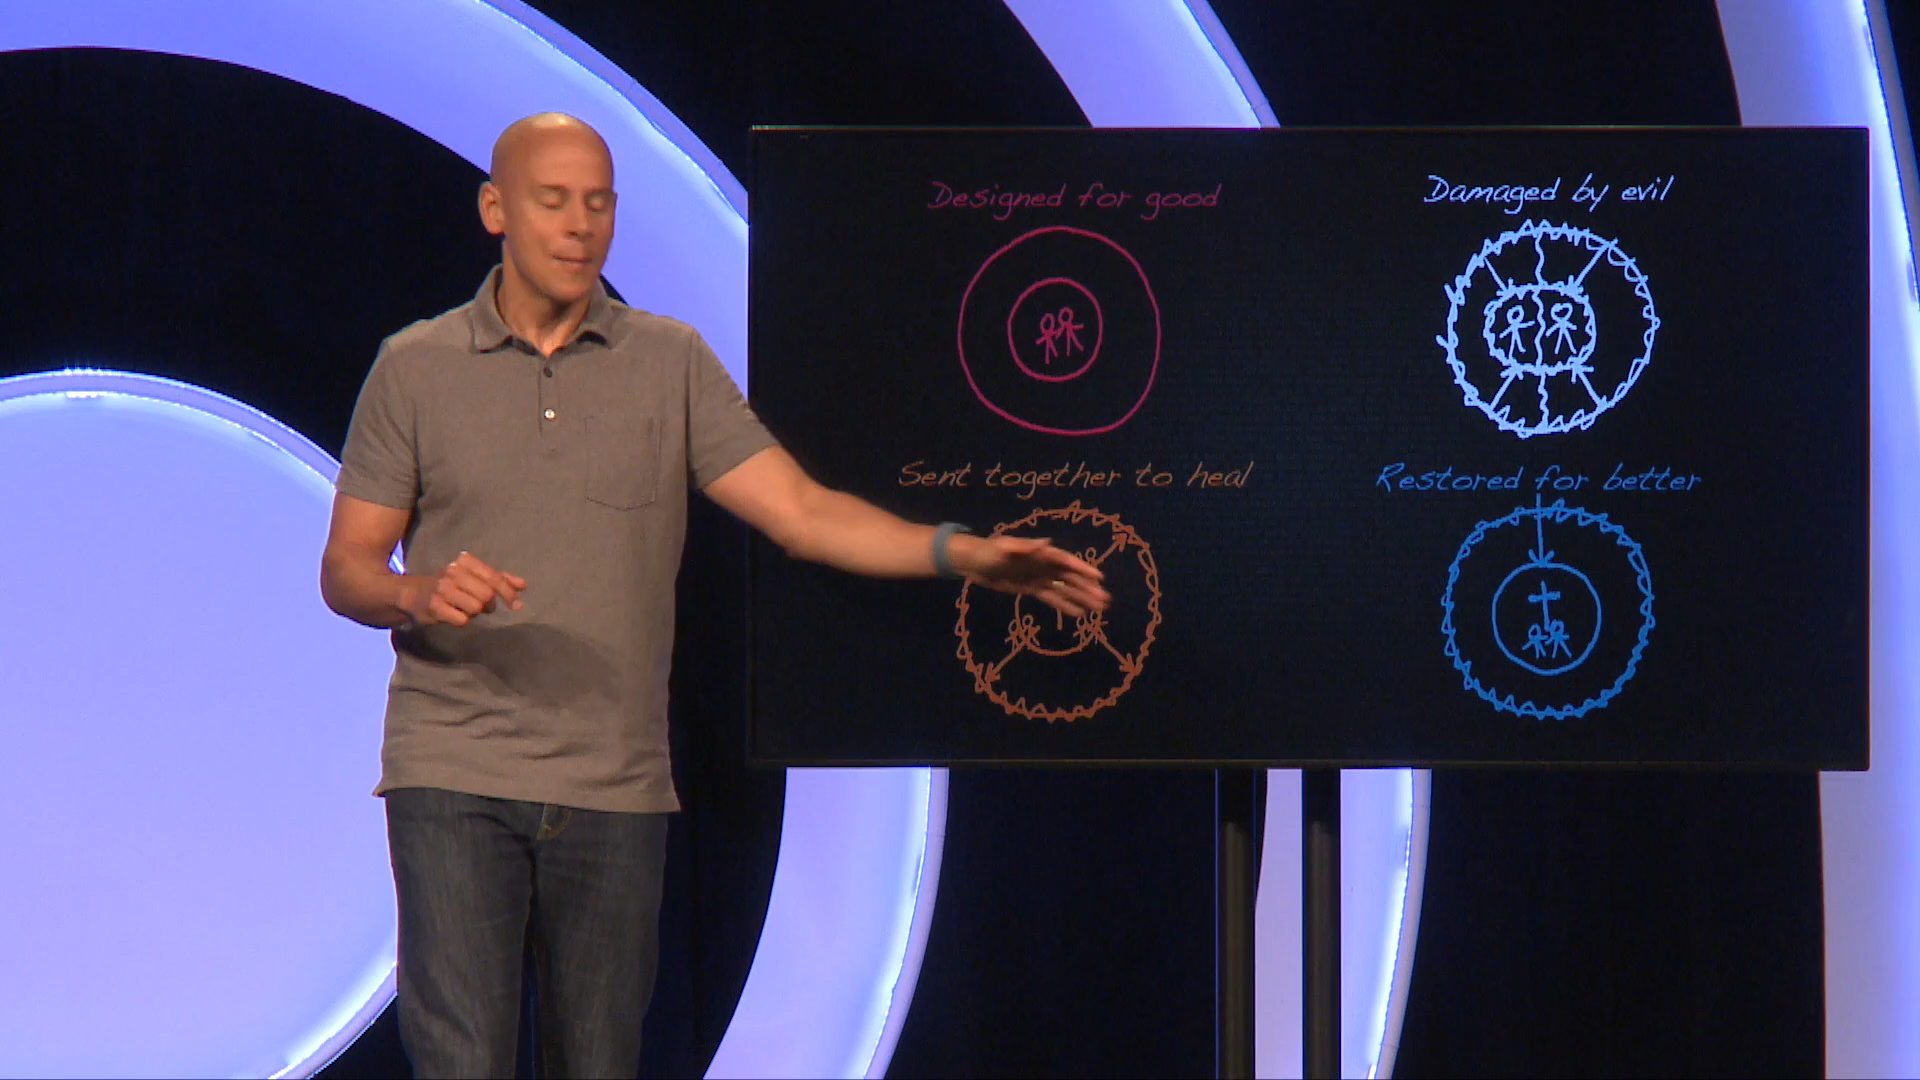 Designed for good
Damaged by evil
Sent together to heal
Restored for better